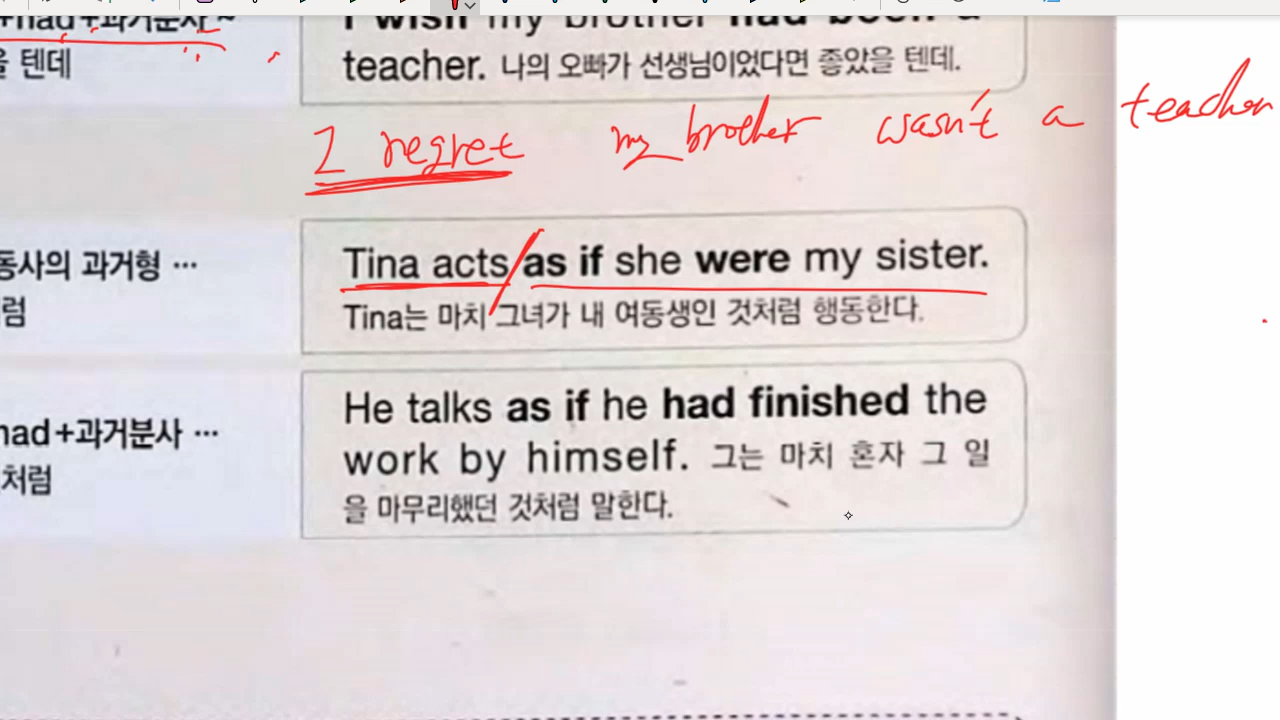 +had+과거분사 ~
을 텐데
I wish my brother had been a
teacher. 나의 오빠가 선생님이었다면 좋았을 텐데.
I regret my brother wasn't a teacher
동사의 과거형 ···
Tina acts as if she were my sister.
럼
Tina는 마치 그녀가 내 여동생인 것처럼 행동한다.
He talks as if he had finished the
had+과거분사 ···
work by himself. 그는 마치 혼자 그 일
처럼
을 마무리했던 것처럼 말한다.